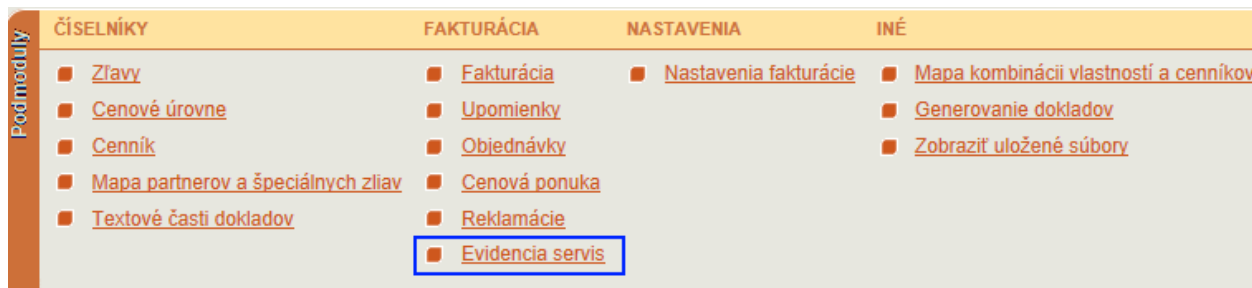 Podmoduly
ČÍSELNÍKY
Zľavy
Cenové úrovne
Cenník
Mapa partnerov a špeciálnych zliav
Textové časti dokladov
FAKTURÁCIA
Fakturácia
Upomienky
Objednávky
Cenová ponuka
Reklamácie
Evidencia servis
NASTAVENIA
Nastavenia fakturácie
INÉ
Mapa kombinácii vlastností a cenníkov
Generovanie dokladov
Zobraziť uložené súbory